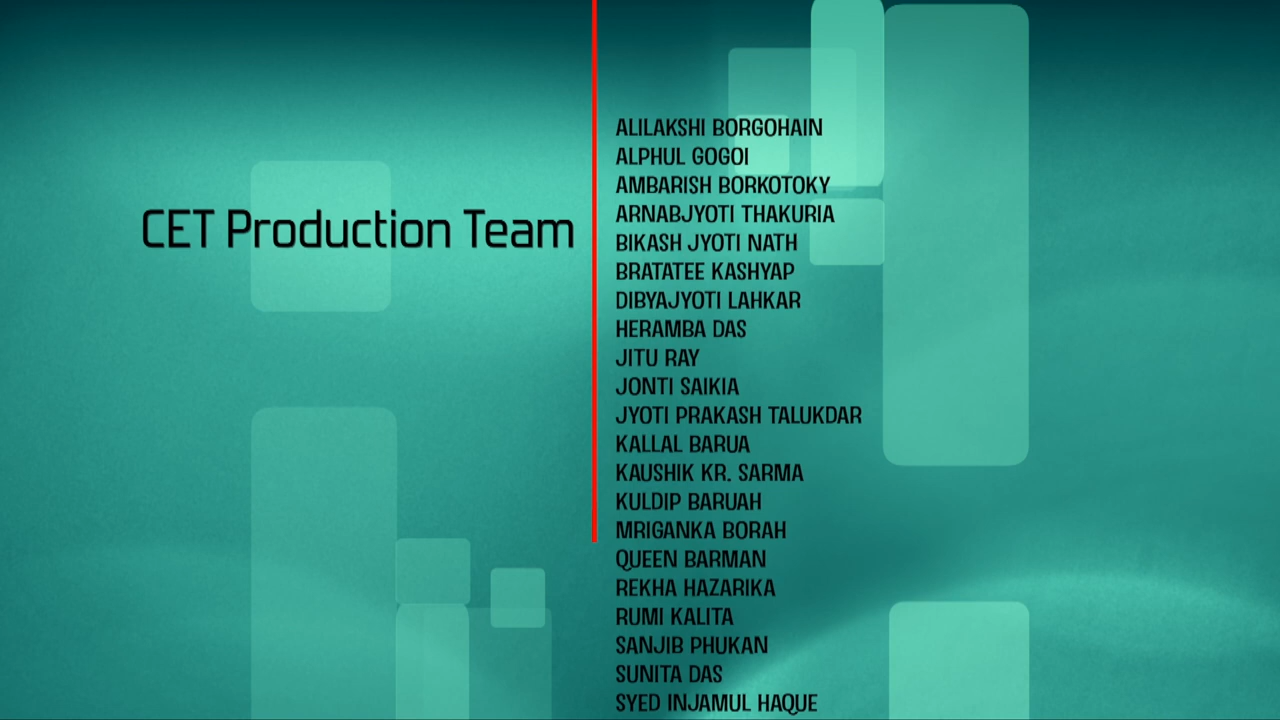 CET Production Team
ALILAKSHI BORGOHAIN
ALPHUL GOGOI
AMBARISH BORKOTOKY
ARNABJYOTI THAKURIA
BIKASH JYOTI NATH
BRATATEE KASHYAP
DIBYAJYOTI LAHKAR
HERAMBA DAS
JITU RAY
JONTI SAIKIA
JYOTI PRAKASH TALUKDAR
KALLAL BARUA
KAUSHIK KR. SARMA
KULDIP BARUAH
MRIGANKA BORAH
QUEEN BARMAN
REKHA HAZARIKA
RUMI KALITA
SANJIB PHUKAN
SUNITA DAS
SYED INJAMUL HAQUE